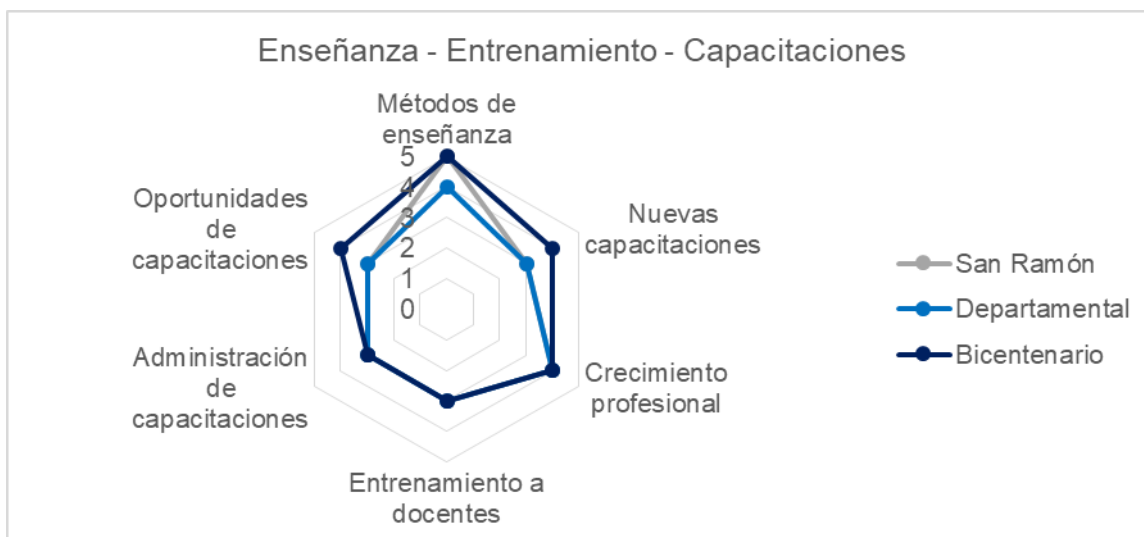 Enseñanza - Entrenamiento - Capacitaciones
Métodos de
enseñanza
5
4
3
2
1
0
Nuevas
capacitaciones
Crecimiento
profesional
Entrenamiento a
docentes
Administración
de
capacitaciones
Oportunidades
de
capacitaciones
San Ramón
Departamental
Bicentenario